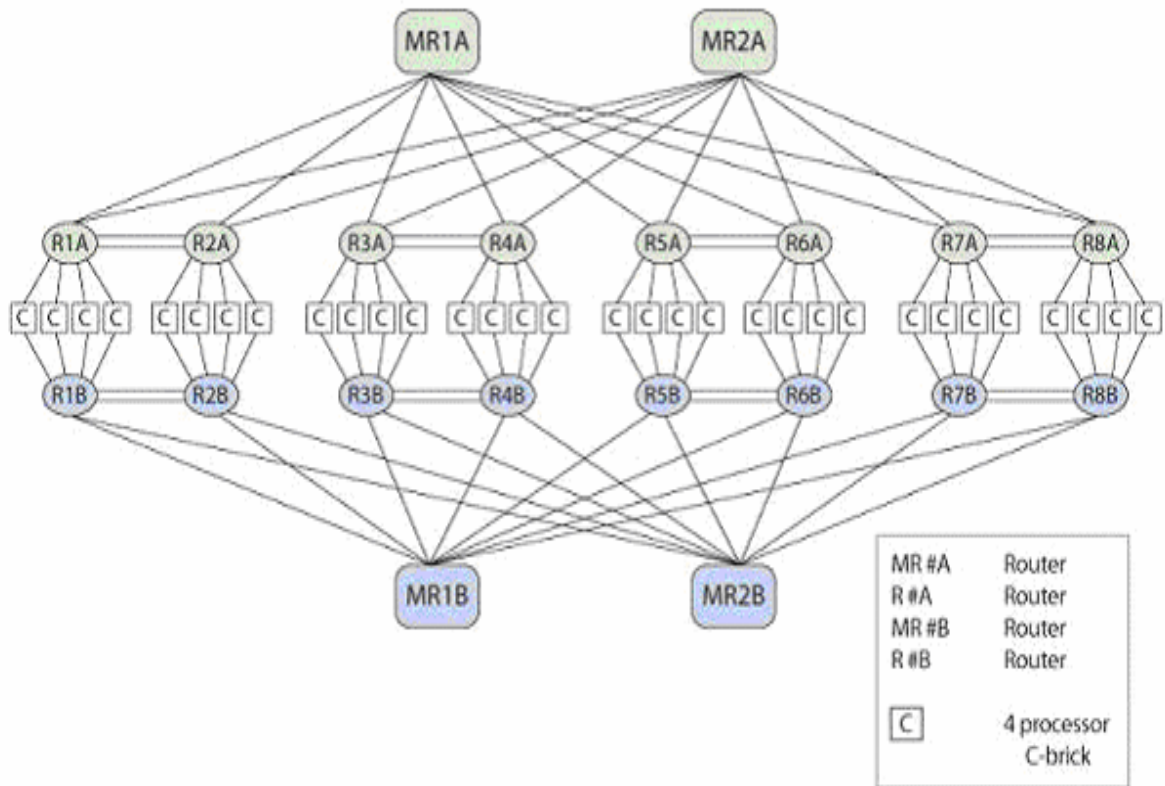 MR1A MR2A
R1A R2A R3A R4A R5A R6A R7A R8A
C C C C C C C C C C C C C C C C C C C C C C C C C C C C C C C C
R1B R2B R3B R4B R5B R6B R7B R8B
MR1B MR2B
MR #A Router
R #A Router
MR #B Router
R #B Router
C 4 processor
C-brick